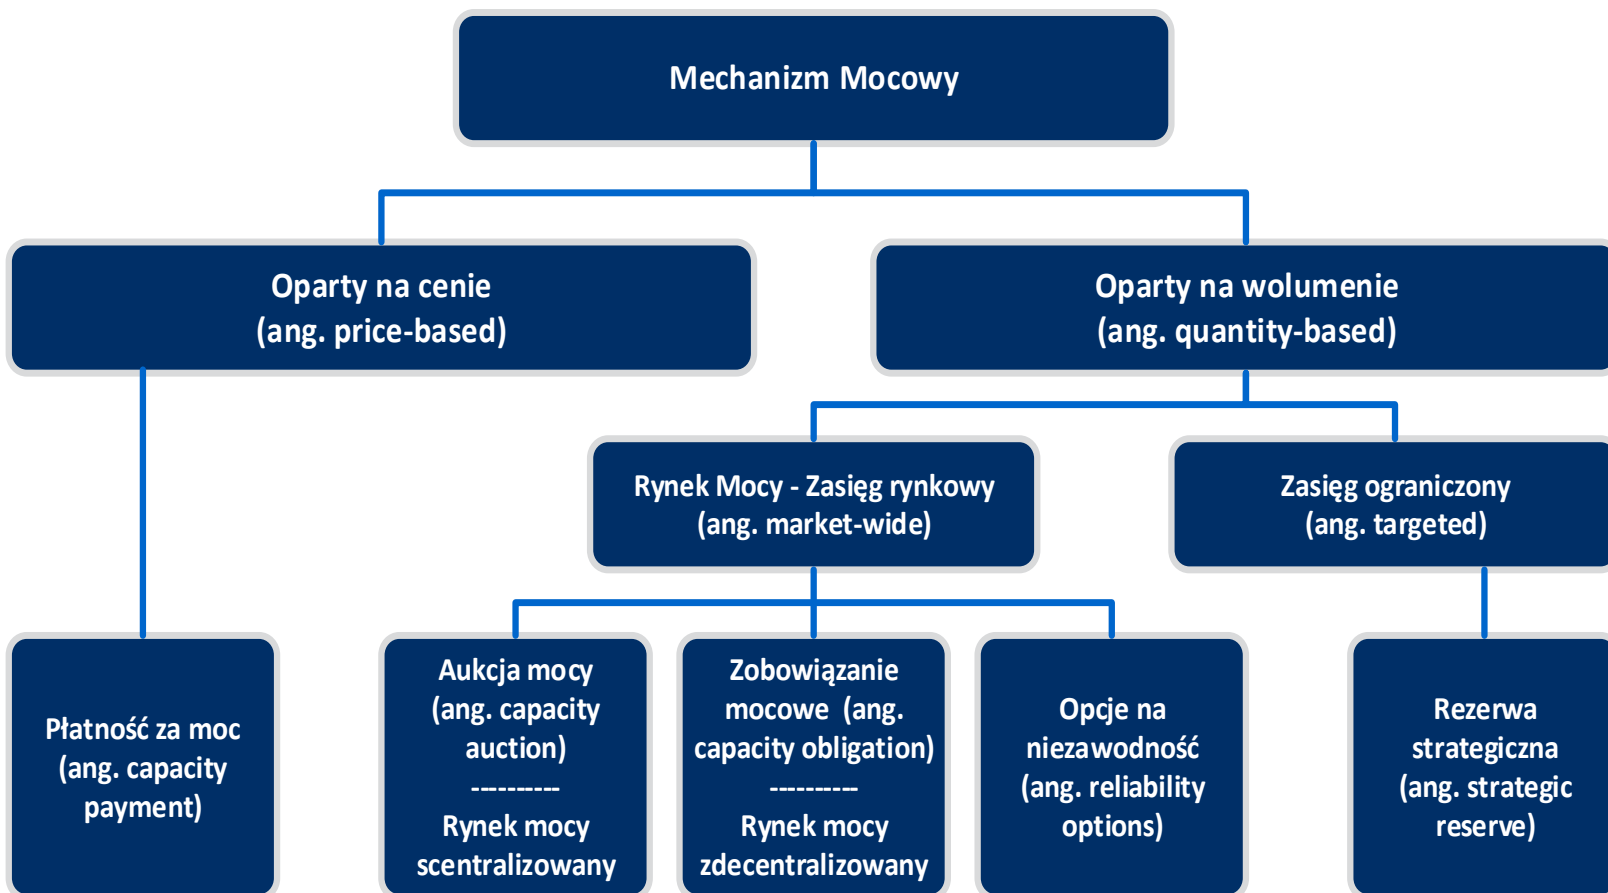 Mechanizm Mocowy
Oparty na cenie
(ang. price-based)
Oparty na wolumenie
(ang. quantity-based)
Rynek Mocy - Zasięg rynkowy
(ang. market-wide)
Zasięg ograniczony
(ang. targeted)
Płatność za moc
(ang. capacity
payment)
Aukcja mocy
(ang. capacity
auction)
----------
Rynek mocy
scentralizowany
Zobowiązanie
mocowe (ang.
capacity obligation)
----------
Rynek mocy
zdecentralizowany
Opcje na
niezawodność
(ang. reliability
options)
Rezerwa
strategiczna
(ang. strategic
reserve)